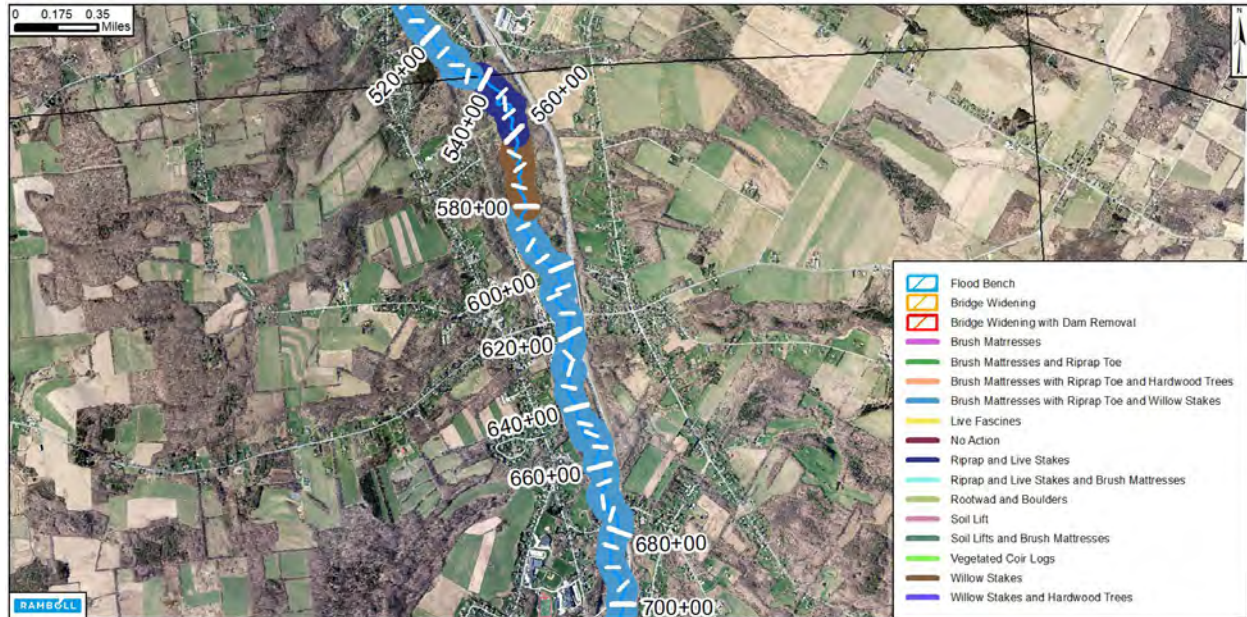 0 0.175 0.35
Miles
N
520+00
540+00
560+00
580+00
600+00
620+00
640+00
660+00
680+00
700+00
Flood Bench
Bridge Widening
Bridge Widening with Dam Removal
Brush Matrresses
Brush Mattresses and Riprap Toe
Brush Mattresses with Riprap Toe and Hardwood Trees
Brush Mattresses with Riprap Toe and Willow Stakes
Live Fascines
No Action
Riprap and Live Stakes
Riprap and Live Stakes and Brush Mattresses
Rootwad and Boulders
Soil Lift
Soil Lifts and Brush Mattresses
Vegetated Coir Logs
Willow Stakes
Willow Stakes and Hardwood Trees
RAMBOLL